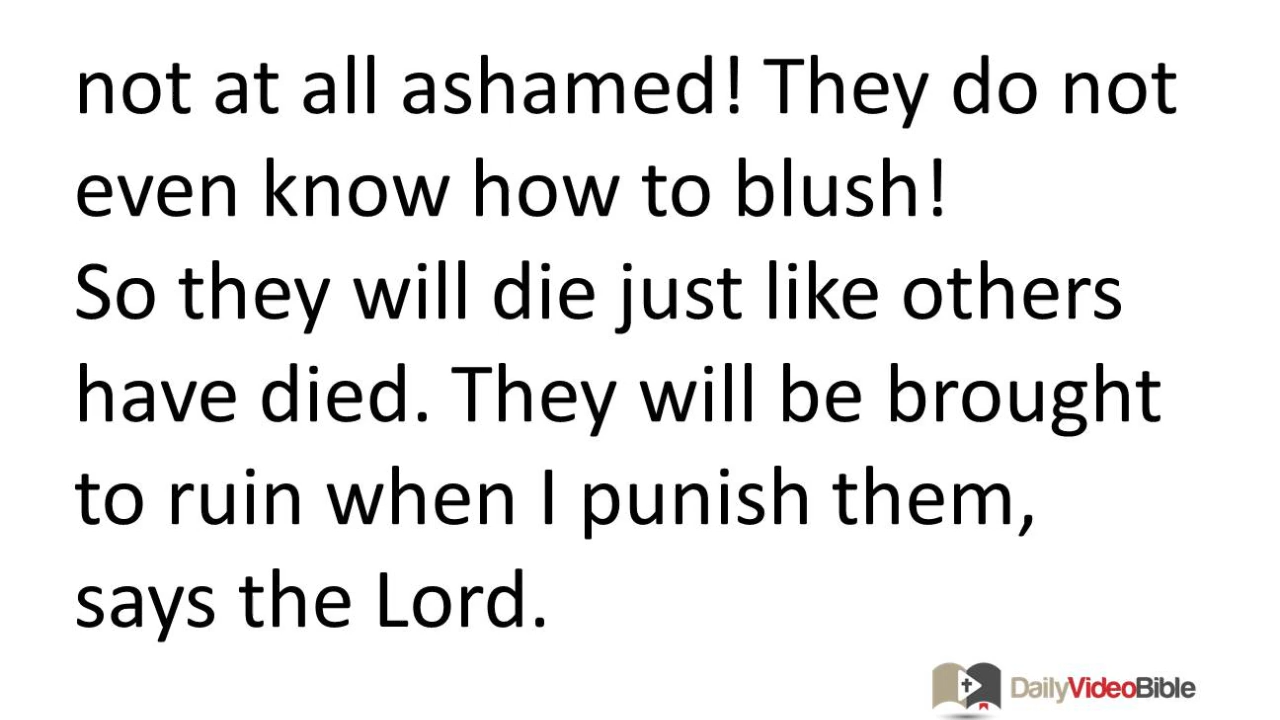 not at all ashamed! They do not
even know how to blush!
So they will die just like others
have died. They will be brought
to ruin when I punish them,
says the Lord.
DailyVideoBible